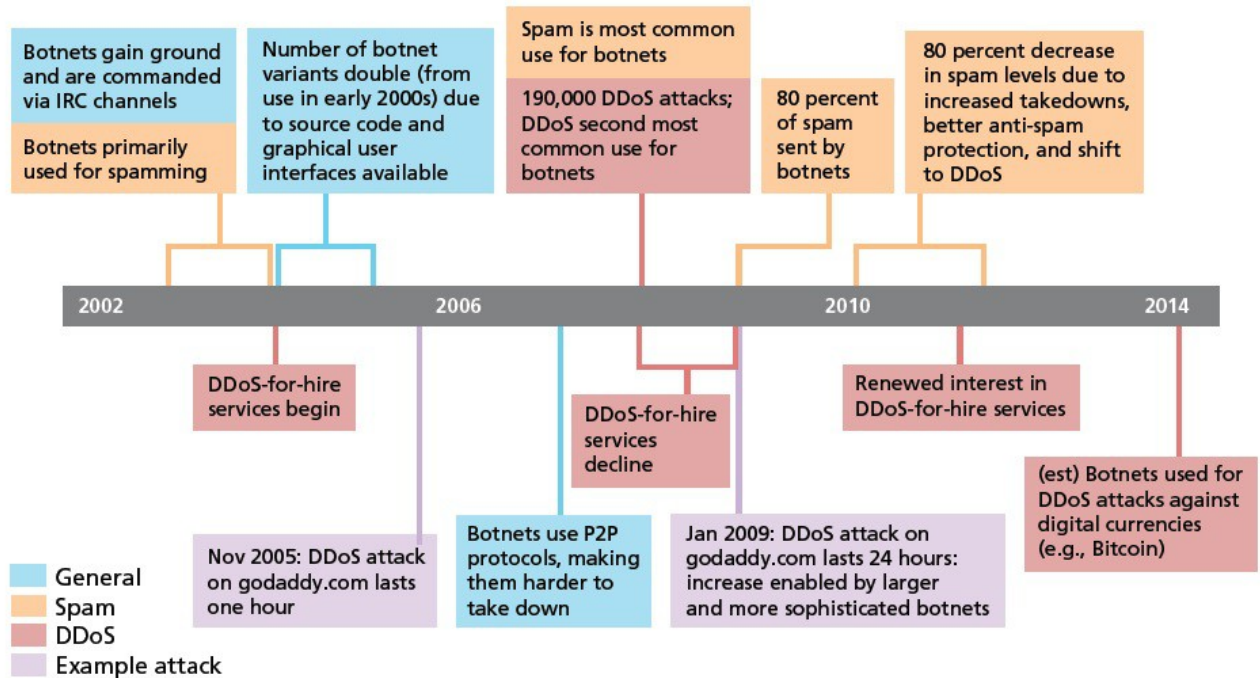 Botnets gain ground
and are commanded
via IRC channels
Botnets primarily
used for spamming
Number of botnet
variants double (from
use in early 2000s) due
to source code and
graphical user
interfaces available
Spam is most common
use for botnets
190,000 DDoS attacks;
DDoS second most
common use for
botnets
80 percent
of spam
sent by
botnets
80 percent decrease
in spam levels due to
increased takedowns,
better anti-spam
protection, and shift
to DDoS
2002
2006
2010
2014
DDoS-for-hire
services begin
DDoS-for-hire
services
decline
Renewed interest in
DDoS-for-hire services
(est) Botnets used for
DDoS attacks against
digital currencies
(e.g., Bitcoin)
Nov 2005: DDoS attack
on godaddy.com lasts
one hour
Botnets use P2P
protocols, making
them harder to
take down
Jan 2009: DDoS attack on
godaddy.com lasts 24 hours:
increase enabled by larger
and more sophisticated botnets
General
Spam
DDoS
Example attack